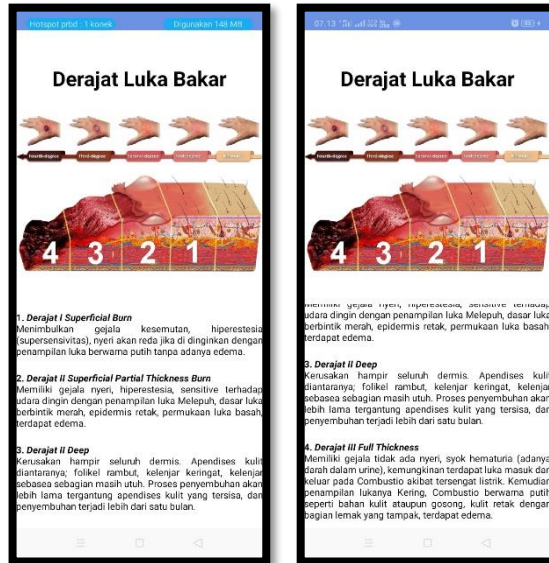 Hotspot prbd : 1 konek
Digunakan 148 MB
Derajat Luka Bakar
4 3 2 1
1. Derajat I Superficial Burn
Menimbulkan gejala kesemutan, hiperestesia
(supersensivitas), nyeri akan reda jika di dinginkan dengan
penampilan luka berwarna putih tanpa adanya edema.
2. Derajat II Superficial Partial Thickness Burn
Memiliki gejala nyeri, hiperestesia, sensitive terhadap
udara dingin dengan penampilan luka Melepuh, dasar luka
berbintik merah, epidermis retak, permukaan luka basah,
terdapat edema.
3. Derajat II Deep
Kerusakan hampir seluruh dermis. Apendises kulit
diantaranya; folikel rambut, kelenjar keringat, kelenjar
sebasea sebagian masih utuh. Proses penyembuhan akan
lebih lama tergantung apendises kulit yang tersisa, dan
penyembuhan terjadi lebih dari satu bulan.
07.13
Derajat Luka Bakar
4 3 2 1
Memiliki gejala nyeri, hiperestesia, sensitive terhadap
udara dingin dengan penampilan luka Melepuh, dasar luka
berbintik merah, epidermis retak, permukaan luka basah
terdapat edema.
3. Derajat II Deep
Kerusakan hampir seluruh dermis. Apendises kulit
diantaranya; folikel rambut, kelenjar keringat, kelenjar
sebasea sebagian masih utuh. Proses penyembuhan akan
lebih lama tergantung apendises kulit yang tersisa, dan
penyembuhan terjadi lebih dari satu bulan.
4. Derajat III Full Thickness
Memiliki gejala tidak ada nyeri, syok hematuria (adanya
darah dalam urine), kemungkinan terdapat luka masuk dan
keluar pada Combustio akibat tersengat listrik. Kemudian
penampilan lukanya Kering, Combustio berwarna putih
seperti bahan kulit ataupun gosong, kulit retak dengan
bagian lemak yang tampak, terdapat edema.